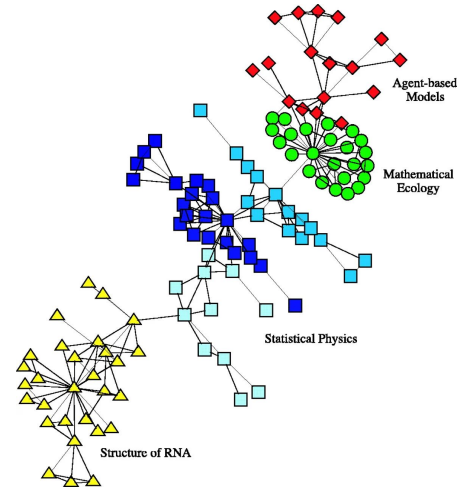 Agent-based
Models
Mathematical
Ecology
Statistical Physics
Structure of RNA